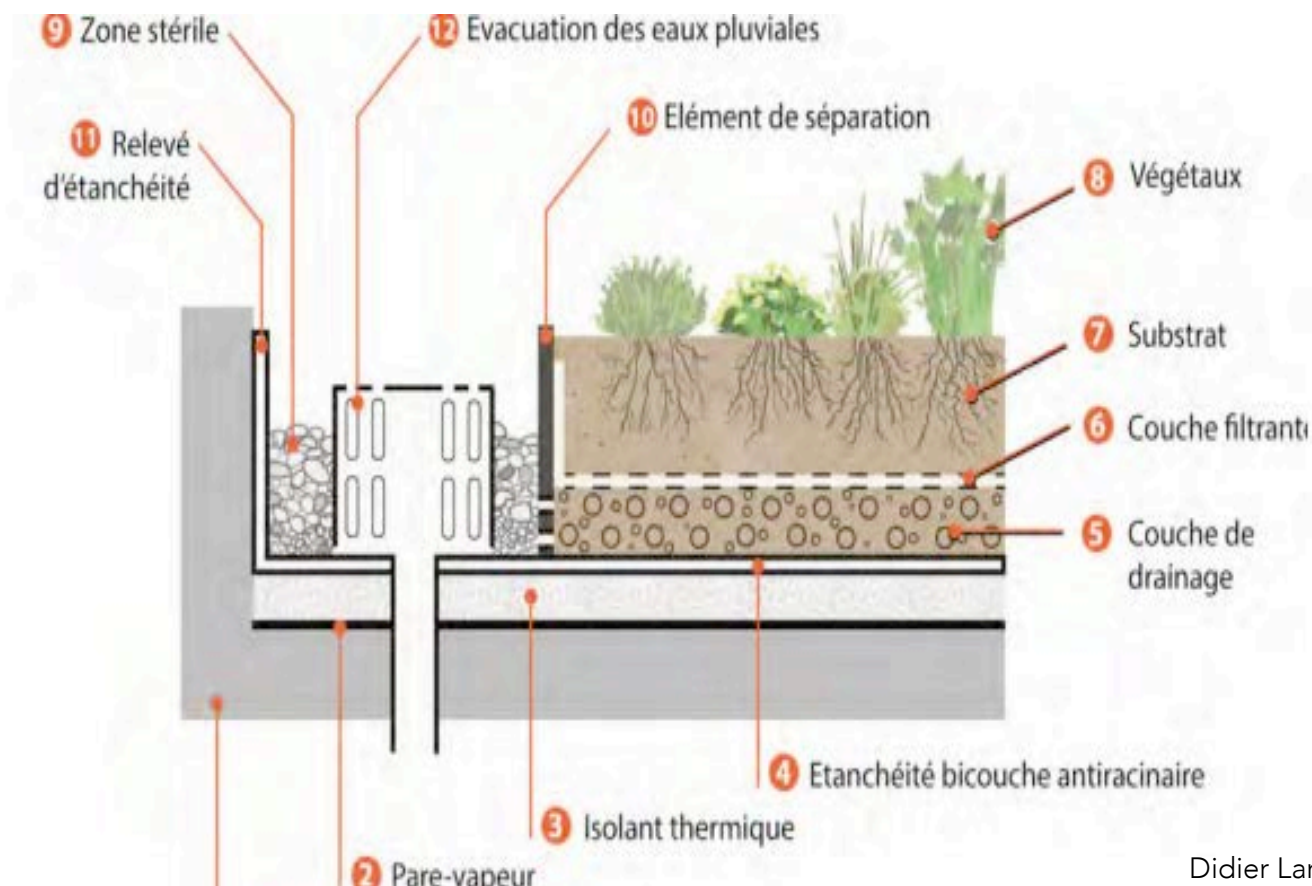 9 Zone stérile
12 Evacuation des eaux pluviales
11 Relevé
d'étanchéité
10 Elément de séparation
8 Végétaux
7 Substrat
6 Couche filtrante
5 Couche de
drainage
4 Etanchéité bicouche antiracinaire
3 Isolant thermique
2 Pare-vapeur
Didier Lar